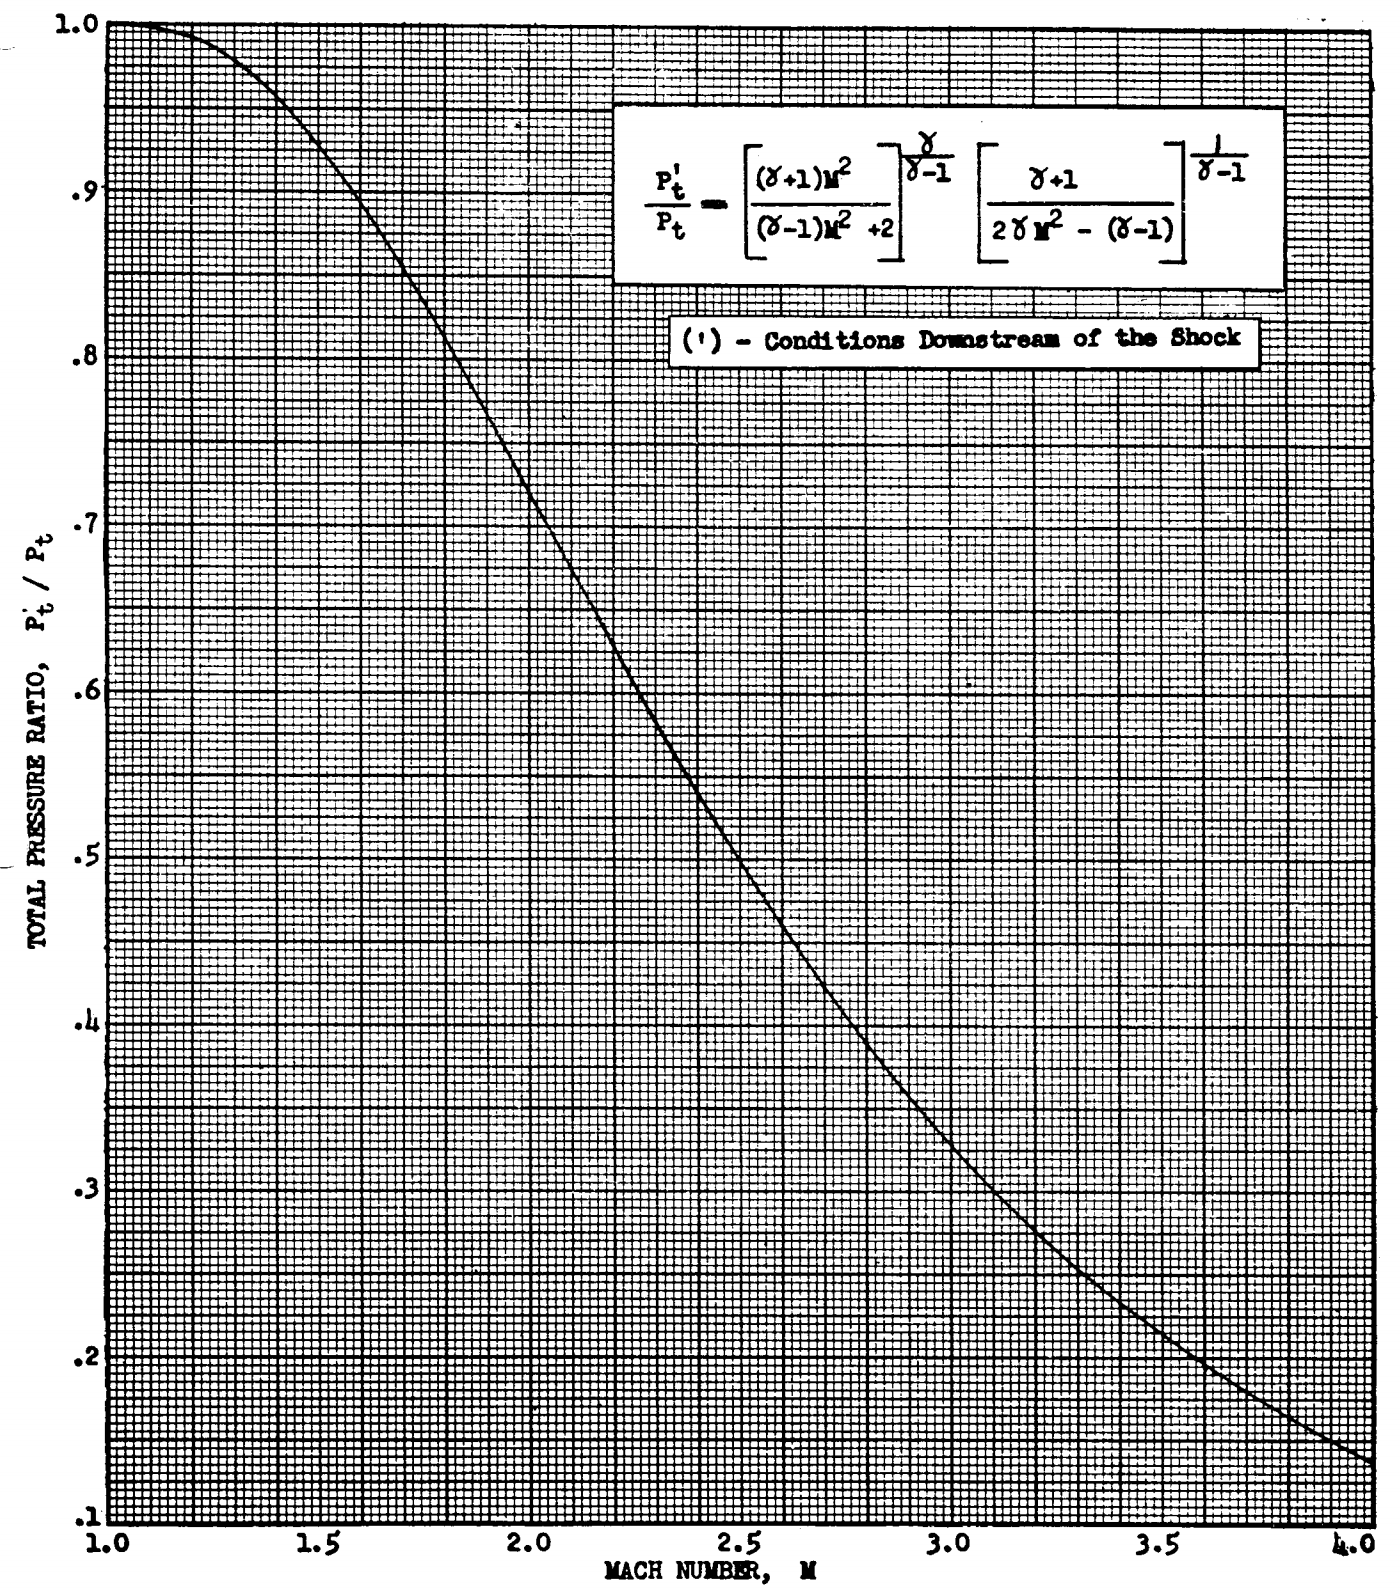 1.0
.9
.8
.7
.6
.5
.4
.3
.2
.1
TOTAL PRESSURE RATIO, P't / Pt
P't / Pt = [(γ+1)M² / (γ-1)M² +2]^(γ/(γ-1)) [γ+1 / 2γM² - (γ-1)]^(1/(γ-1))
(') - Conditions Downstream of the Shock
1.0 1.5 2.0 2.5 3.0 3.5 4.0
MACH NUMBER, M